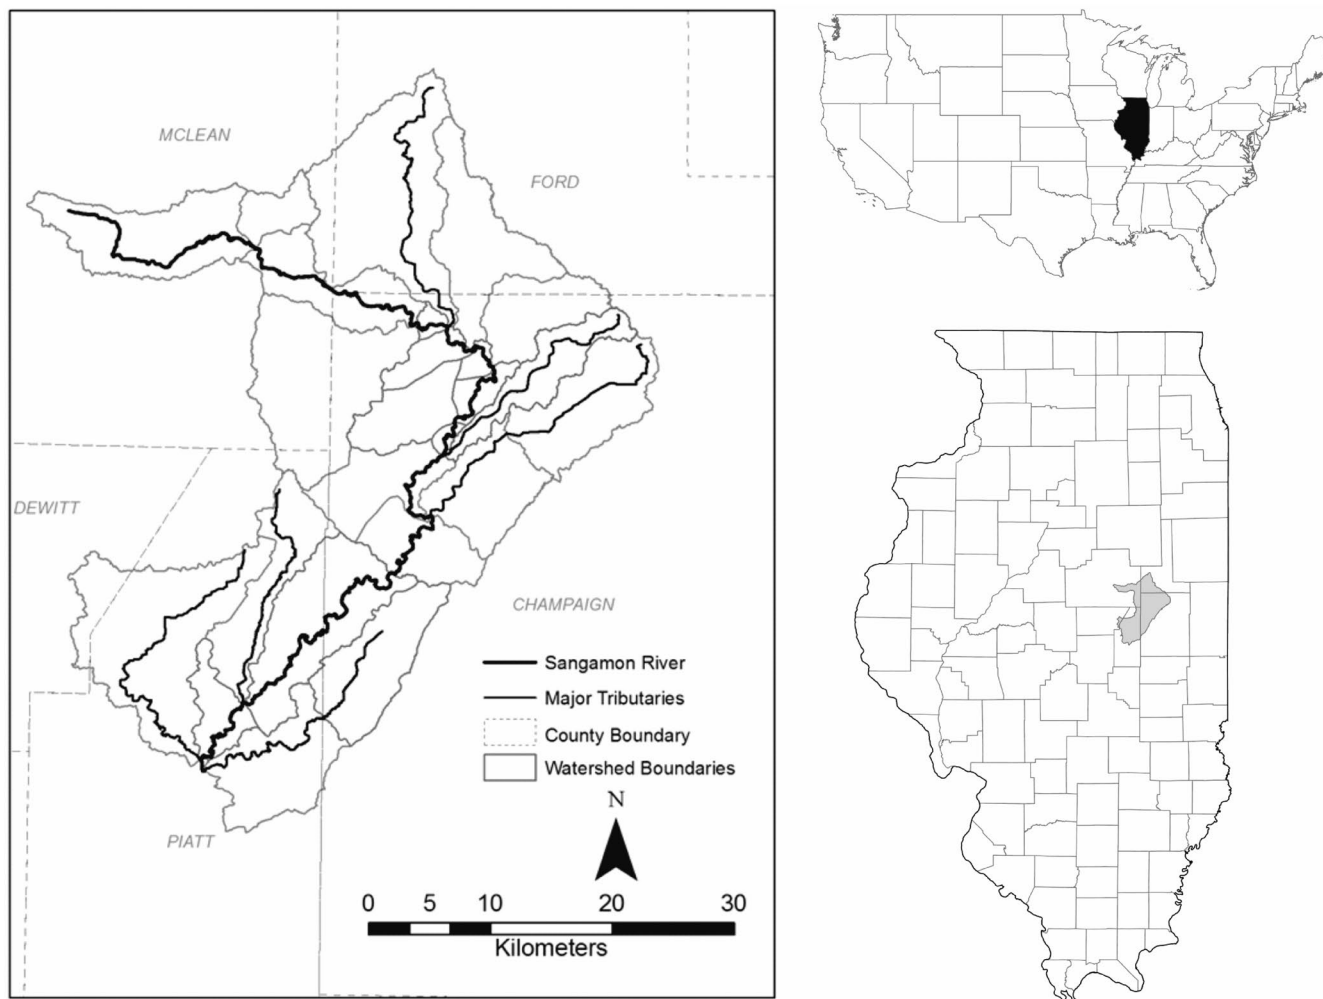 MCLEAN
FORD
DEWITT
CHAMPAIGN
Sangamon River
Major Tributaries
County Boundary
Watershed Boundaries
N
PIATT
0 5 10 20 30
Kilometers